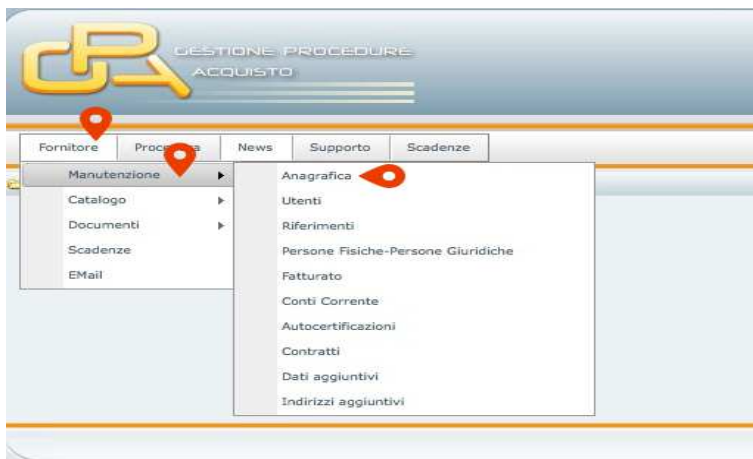 GPA GESTIONE PROCEDURE
ACQUISTO
Fornitore
News
Supporto
Scadenze
Manutenzione
Catalogo
Documenti
Scadenze
EMail
Anagrafica
Utenti
Riferimenti
Persone Fisiche-Persone Giuridiche
Fatturato
Conti Corrente
Autocertificazioni
Contratti
Dati aggiuntivi
Indirizzi aggiuntivi